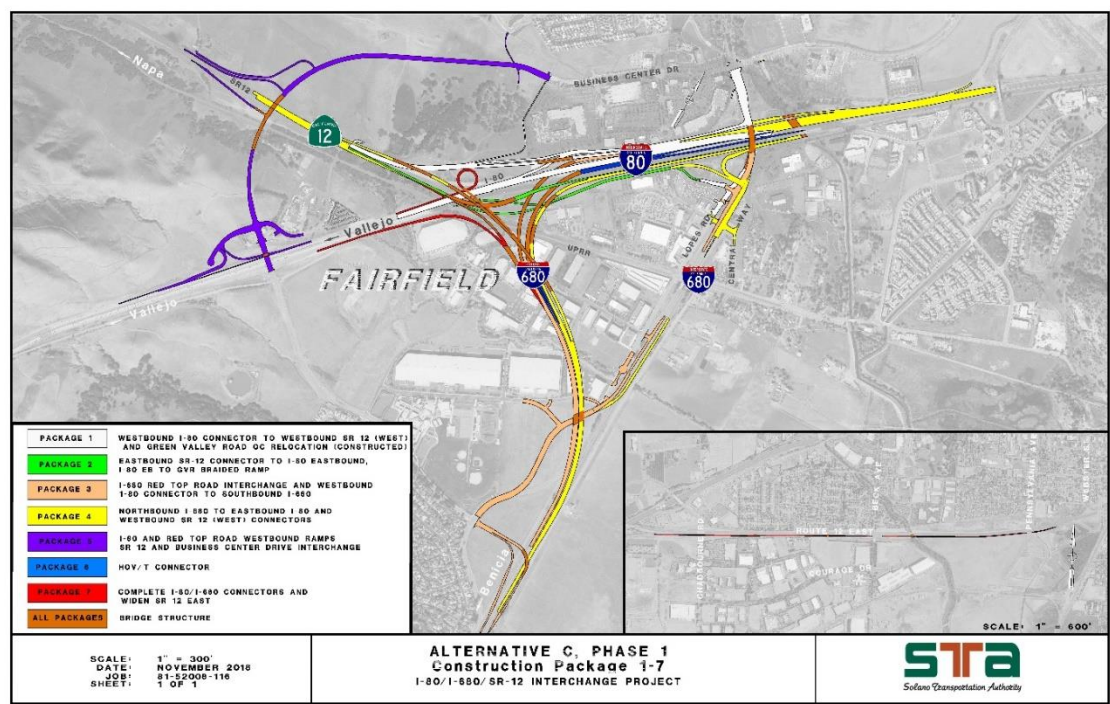 Napa
SR12
BUSINESS CENTER DR
CALIFORNIA
12
INTERSTATE
80
I-80
Vallejo
UPRR
LOPES RD
CENTRAL WAY
FAIRFIELD
680
680
Vallejo
Benicia
PACKAGE 1 WESTBOUND I-80 CONNECTOR TO WESTBOUND SR 12 (WEST)
AND GREEN VALLEY ROAD OC RELOCATION (CONSTRUCTED)
PACKAGE 2 EASTBOUND SR-12 CONNECTOR TO I-80 EASTBOUND,
I-80 EB TO GVR BRAIDED RAMP
PACKAGE 3 I-680 RED TOP ROAD INTERCHANGE AND WESTBOUND
I-80 CONNECTOR TO SOUTHBOUND I-680
PACKAGE 4 NORTHBOUND I-680 TO EASTBOUND I-80 AND
WESTBOUND SR 12 (WEST) CONNECTORS
PACKAGE 5 I-80 AND RED TOP ROAD WESTBOUND RAMPS
SR 12 AND BUSINESS CENTER DRIVE INTERCHANGE
PACKAGE 6 HOV/T CONNECTOR
PACKAGE 7 COMPLETE I-80/I-680 CONNECTORS AND
WIDEN SR 12 EAST
ALL PACKAGES BRIDGE STRUCTURE
CHADBOURNE RD
ROUTE 12 EAST
BECK AVE
COURAGE DR
PENNSYLVANIA AVE
WEBSTER ST
SCALE: 1" = 600'
SCALE: 1" = 300'
DATE: NOVEMBER 2018
JOB: 81-52008-116
SHEET: 1 OF 1
ALTERNATIVE C, PHASE 1
Construction Package 1-7
I-80/I-680/SR-12 INTERCHANGE PROJECT
STA
Solano Transportation Authority